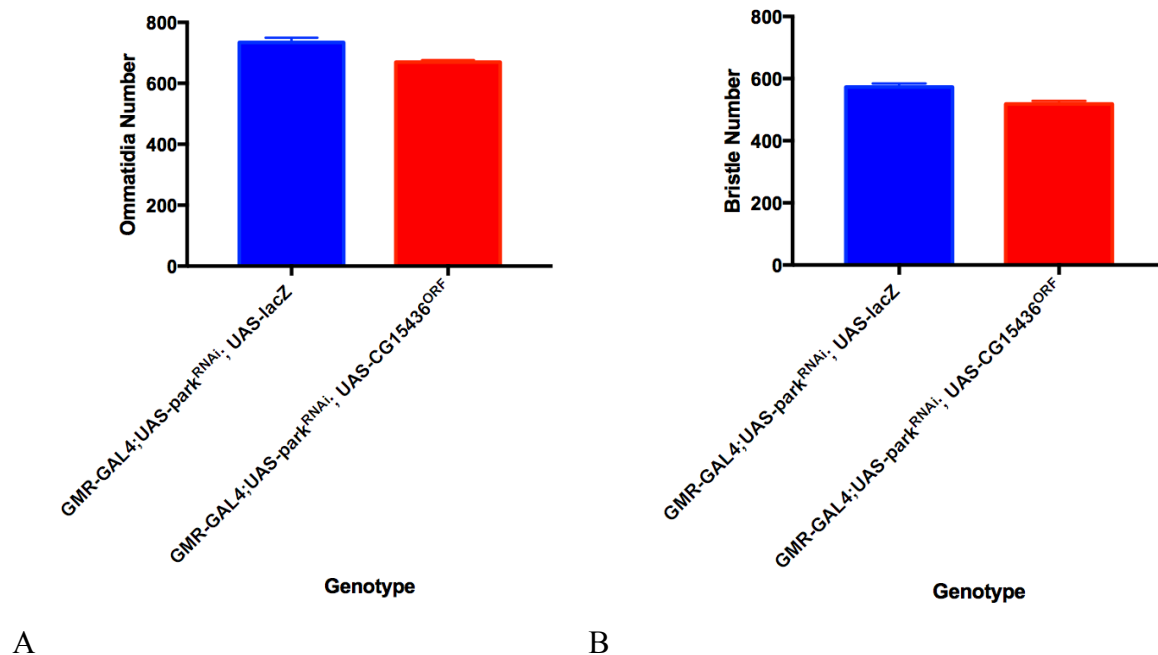 800
600
400
200
0
Ommatidia Number
GMR-GAL4;UAS-park^RNAi; UAS-lacZ
GMR-GAL4;UAS-park^RNAi; UAS-CG15436^ORF
Genotype
A
800
600
400
200
0
Bristle Number
GMR-GAL4;UAS-park^RNAi; UAS-lacZ
GMR-GAL4;UAS-park^RNAi; UAS-CG15436^ORF
Genotype
B